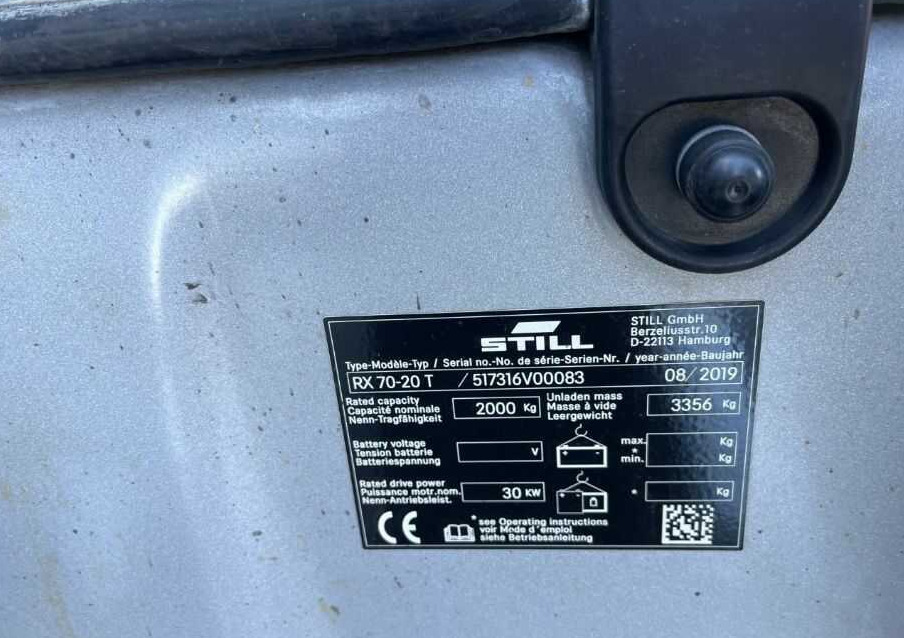 STILL
STILL GmbH
Berzeliusstr.10
D-22113 Hamburg
Type-Modèle-Typ / Serial no.-No. de série-Serien-Nr. / year-année-Baujahr
RX 70-20 T / 517316V00083 08/2019
Rated capacity
Capacité nominale
Nenn-Tragfähigkeit
2000 Kg
Unladen mass
Masse à vide
Leergewicht
3356 Kg
Battery voltage
Tension batterie
Batteriespannung
V
max.
*
min.
Kg
Kg
Rated drive power
Puissance motr.nom.
Nenn-Antriebsleist.
30 KW
* Kg
CE
*see Operating instructions
voir Mode d'emploi
siehe Betriebsanleitung